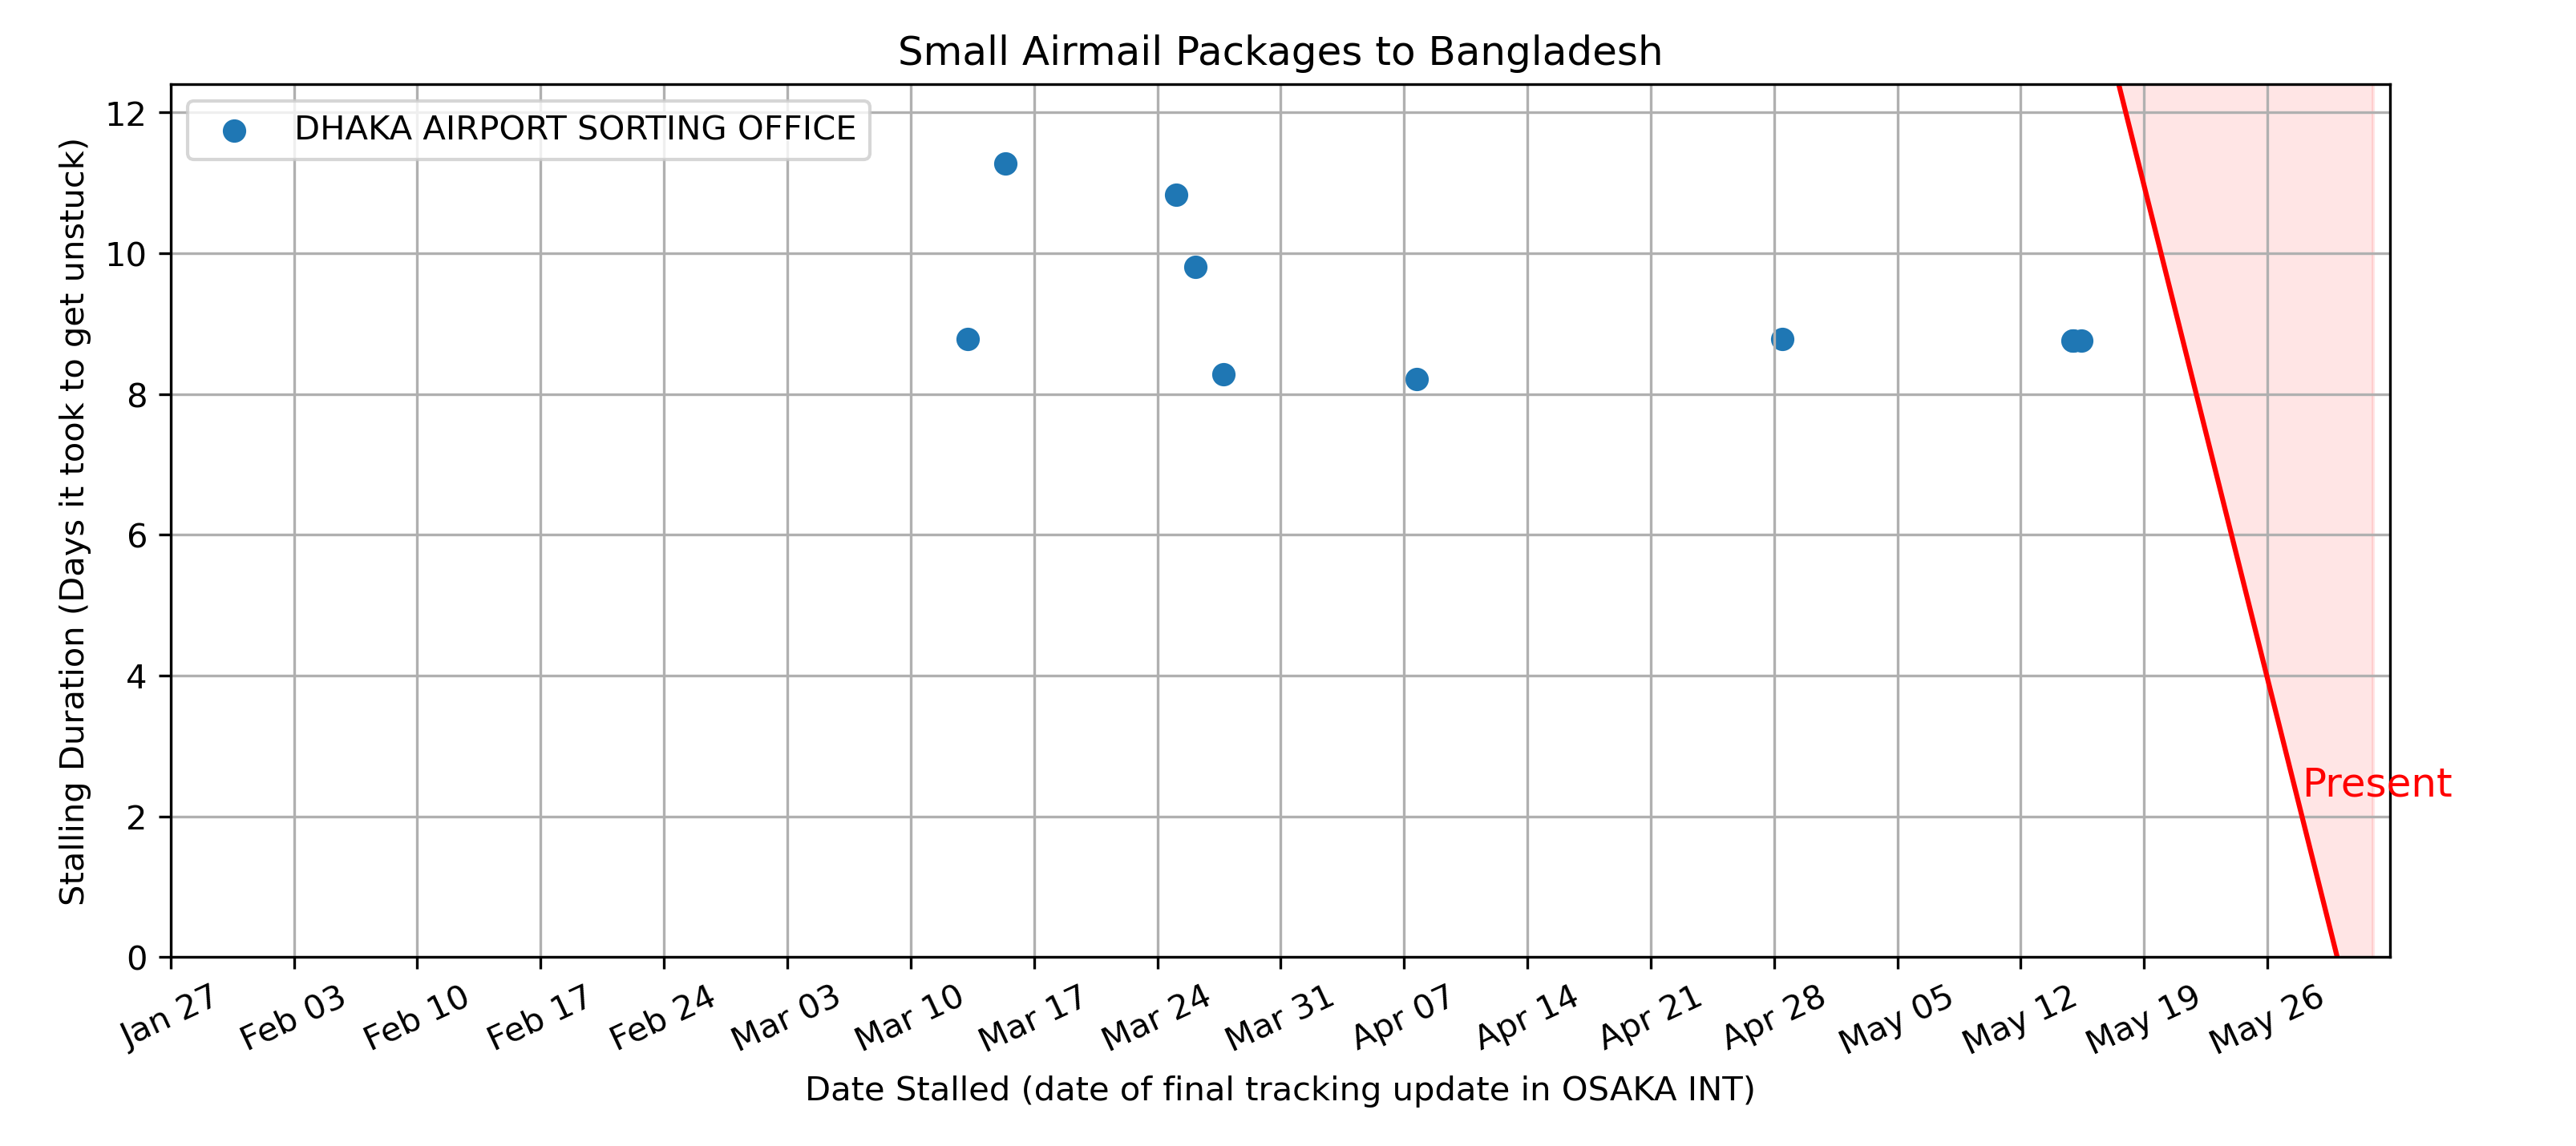 Small Airmail Packages to Bangladesh
DHAKA AIRPORT SORTING OFFICE
Stalling Duration (Days it took to get unstuck)
12
10
8
6
4
2
0
Present
Jan 27
Feb 03
Feb 10
Feb 17
Feb 24
Mar 03
Mar 10
Mar 17
Mar 24
Mar 31
Apr 07
Apr 14
Apr 21
Apr 28
May 05
May 12
May 19
May 26
Date Stalled (date of final tracking update in OSAKA INT)